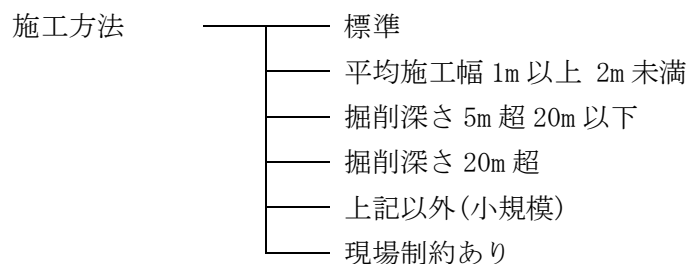 施工方法 標準
平均施工幅 1m 以上 2m 未満
掘削深さ 5m 超 20m 以下
掘削深さ 20m 超
上記以外(小規模)
現場制約あり